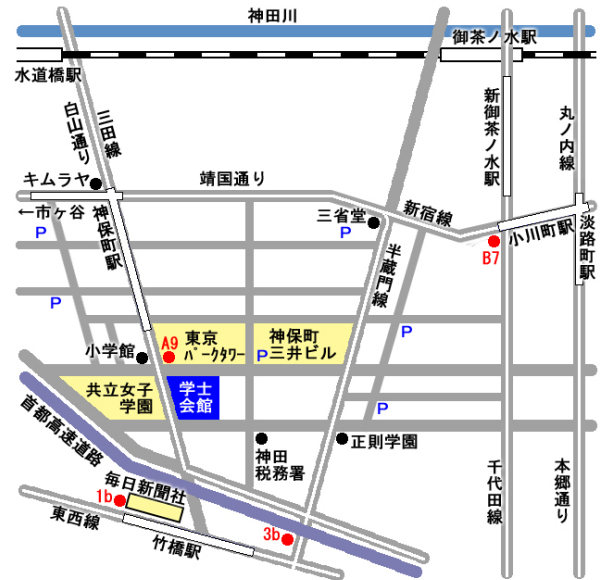 神田川
御茶ノ水駅
水道橋駅
白山通り
三田線
新御茶ノ水駅
丸ノ内線
キムラヤ
靖国通り
←市ヶ谷
神保町駅
三省堂
新宿線
小川町駅
淡路町駅
P
P
B7
半蔵門線
P
P
小学館
A9
東京
パークタワー
P
神保町
三井ビル
共立女子
学園
学士
会館
P
首都高速道路
神田
税務署
正則学園
千代田線
本郷通り
毎日新聞社
1b
東西線
竹橋駅
3b